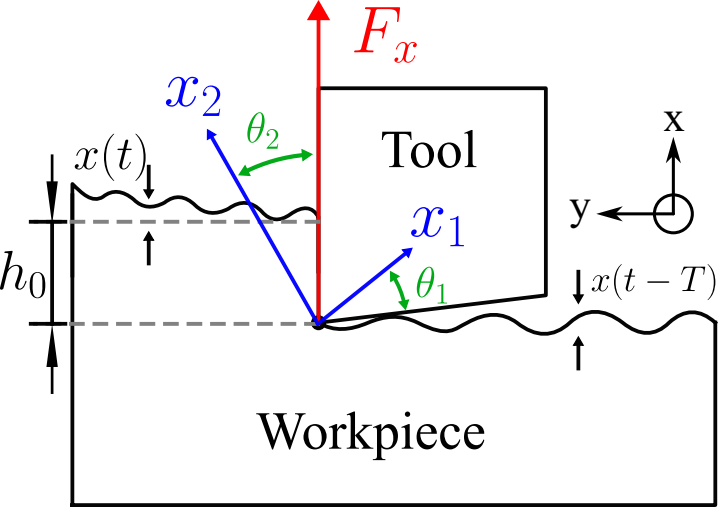 F_x
x_2
θ_2
Tool
x
x(t)
y
x_1
h_0
θ_1
x(t − T)
Workpiece